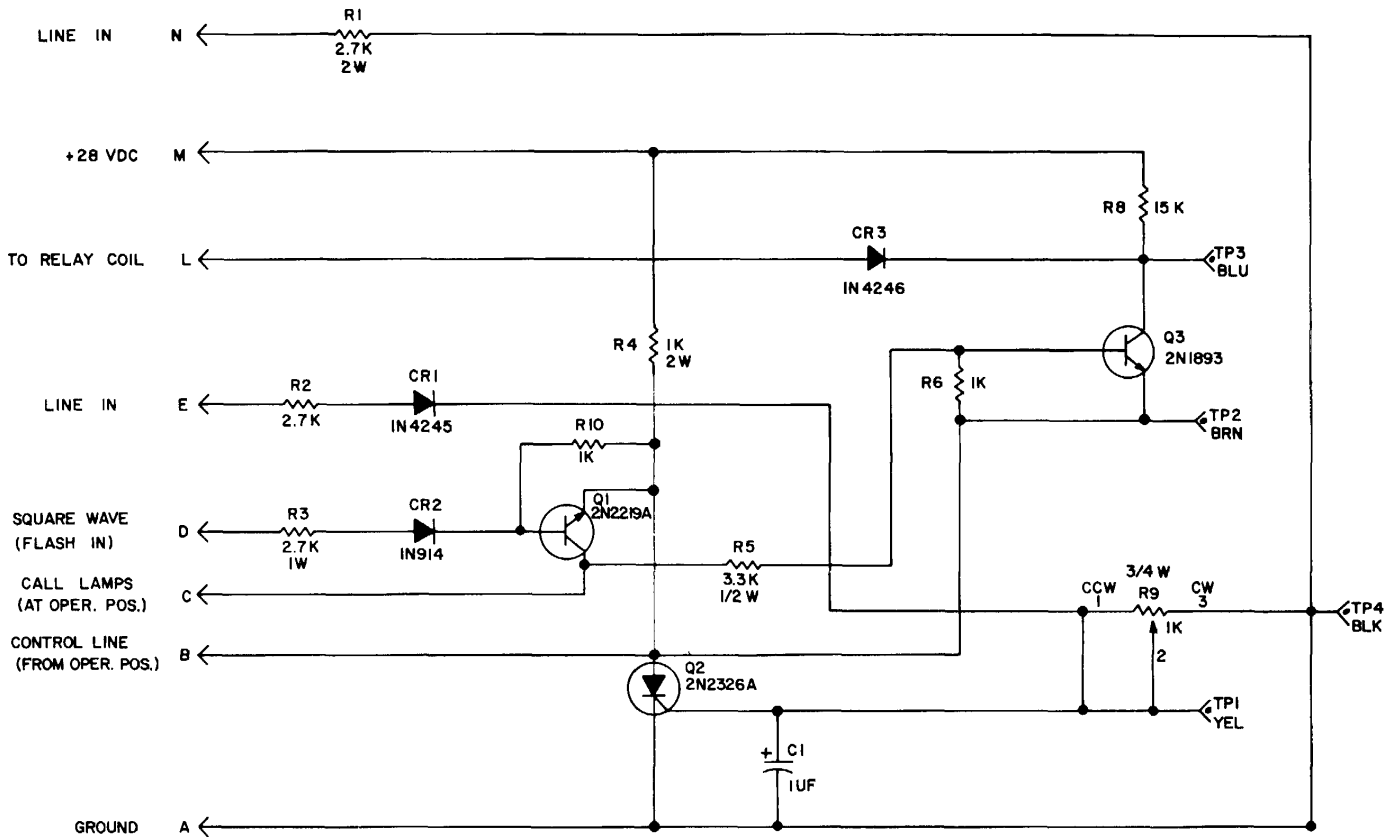 R1
LINE IN N
2.7K
2W
+28 VDC M
R8 15K
CR3
TO RELAY COIL L
TP3
BLU
IN4246
R4 1K
2W
Q3
2N1893
R6 1K
R2 CR1
LINE IN E
2.7K IN4245
TP2
BRN
R10
1K
Q1
2N2219A
SQUARE WAVE
(FLASH IN) D
R3 CR2
2.7K IN914
1W
R5
3.3K
1/2 W
CALL LAMPS
(AT OPER. POS.) C
3/4 W
CCW R9 CW
1 3
1K
2
TP4
BLK
CONTROL LINE
(FROM OPER. POS.) B
Q2
2N2326A
TP1
YEL
+ C1
1UF
GROUND A